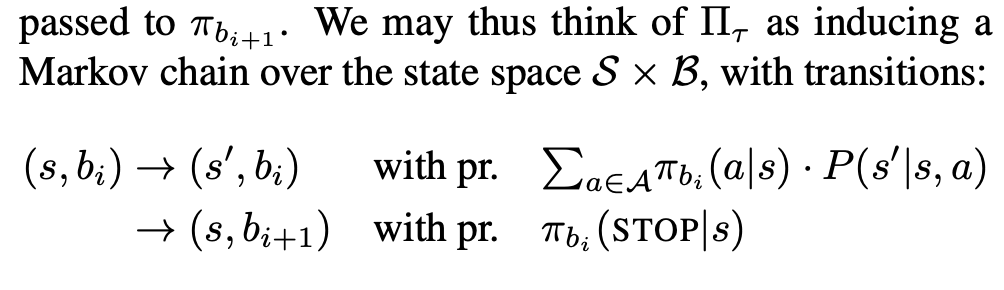 passed to π_{b_{i+1}}. We may thus think of Π_τ as inducing a
Markov chain over the state space 𝒮 × ℬ, with transitions:
(s, b_i) → (s′, b_i) with pr. ∑_{a∈𝒜} π_{b_i}(a|s) · P(s′|s, a)
→ (s, b_{i+1}) with pr. π_{b_i}(STOP|s)